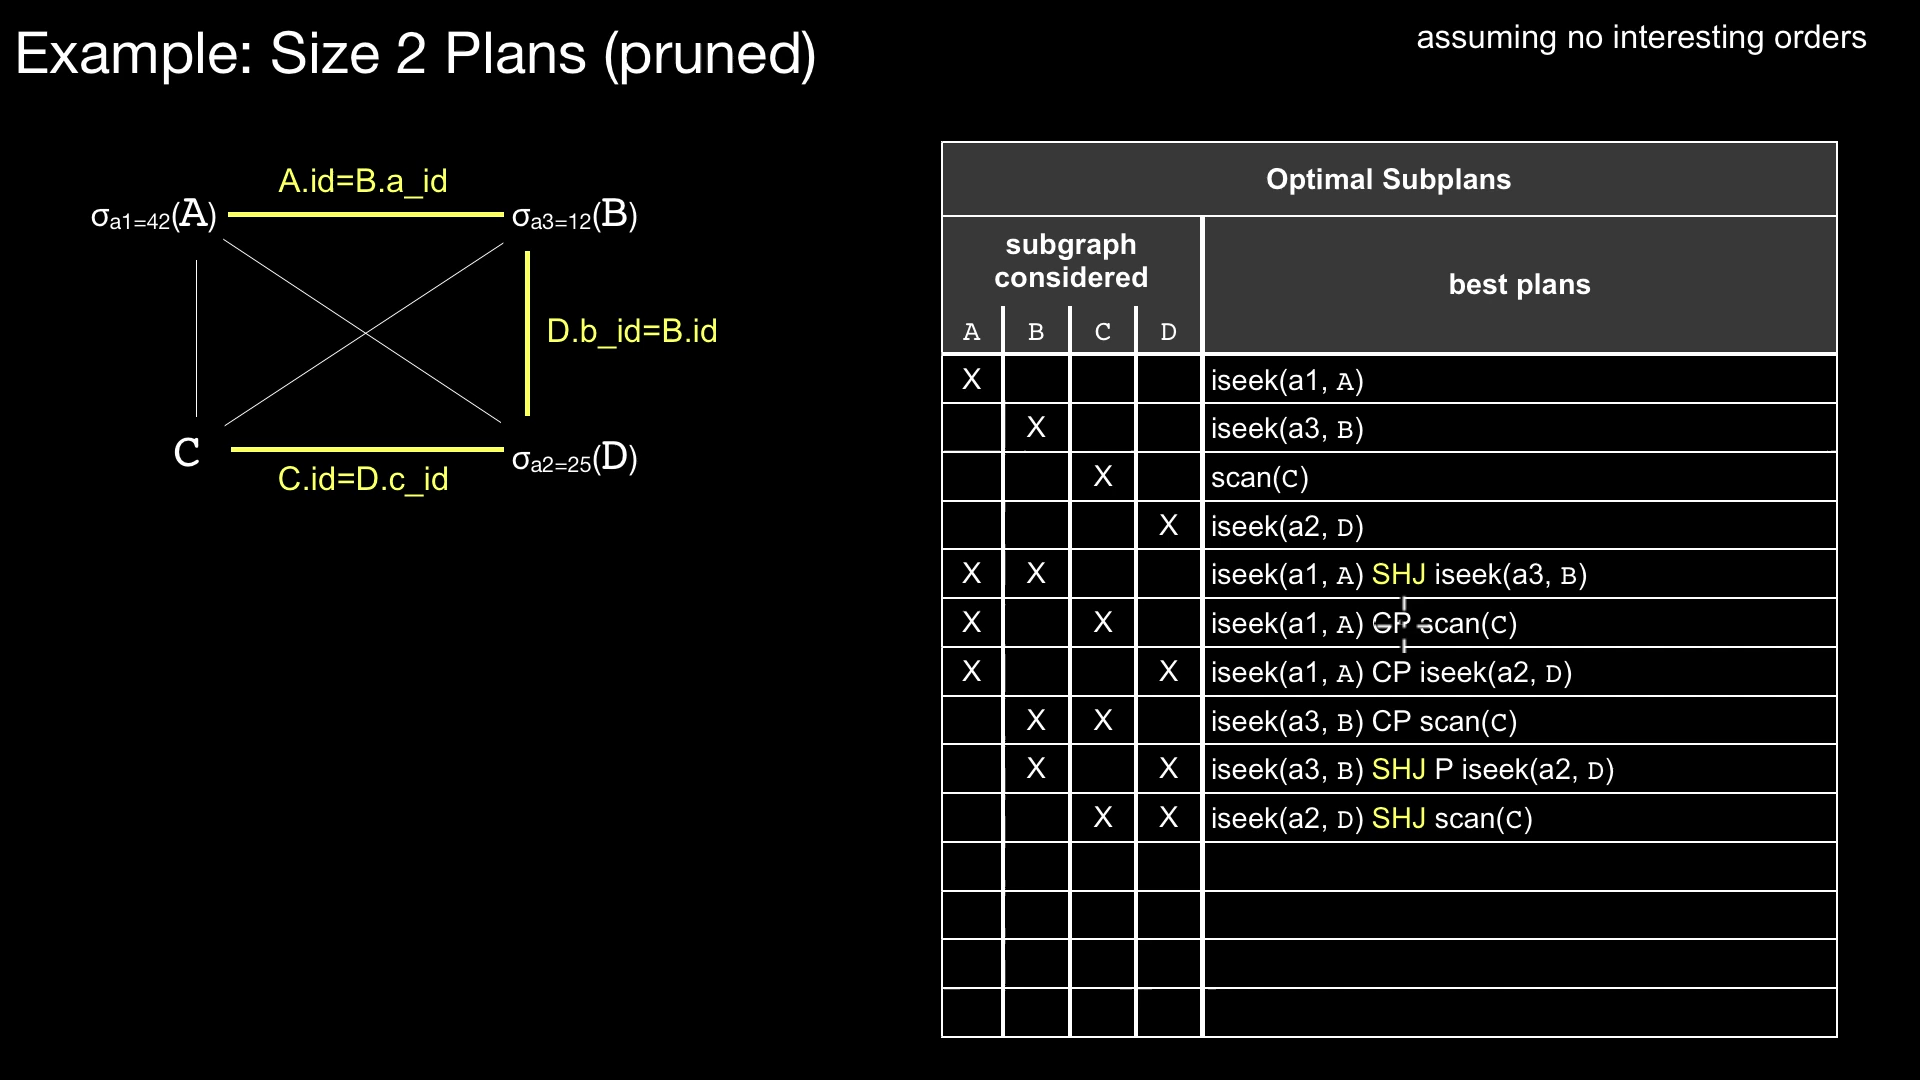 Example: Size 2 Plans (pruned)
assuming no interesting orders
A.id=B.a_id
σa1=42(A)
σa3=12(B)
D.b_id=B.id
C
σa2=25(D)
C.id=D.c_id
Optimal Subplans
subgraph
considered
best plans
A B C D
X iseek(a1, A)
X iseek(a3, B)
X scan(C)
X iseek(a2, D)
X X iseek(a1, A) SHJ iseek(a3, B)
X X iseek(a1, A) CP scan(C)
X X iseek(a1, A) CP iseek(a2, D)
X X iseek(a3, B) CP scan(C)
X X iseek(a3, B) SHJ P iseek(a2, D)
X X iseek(a2, D) SHJ scan(C)